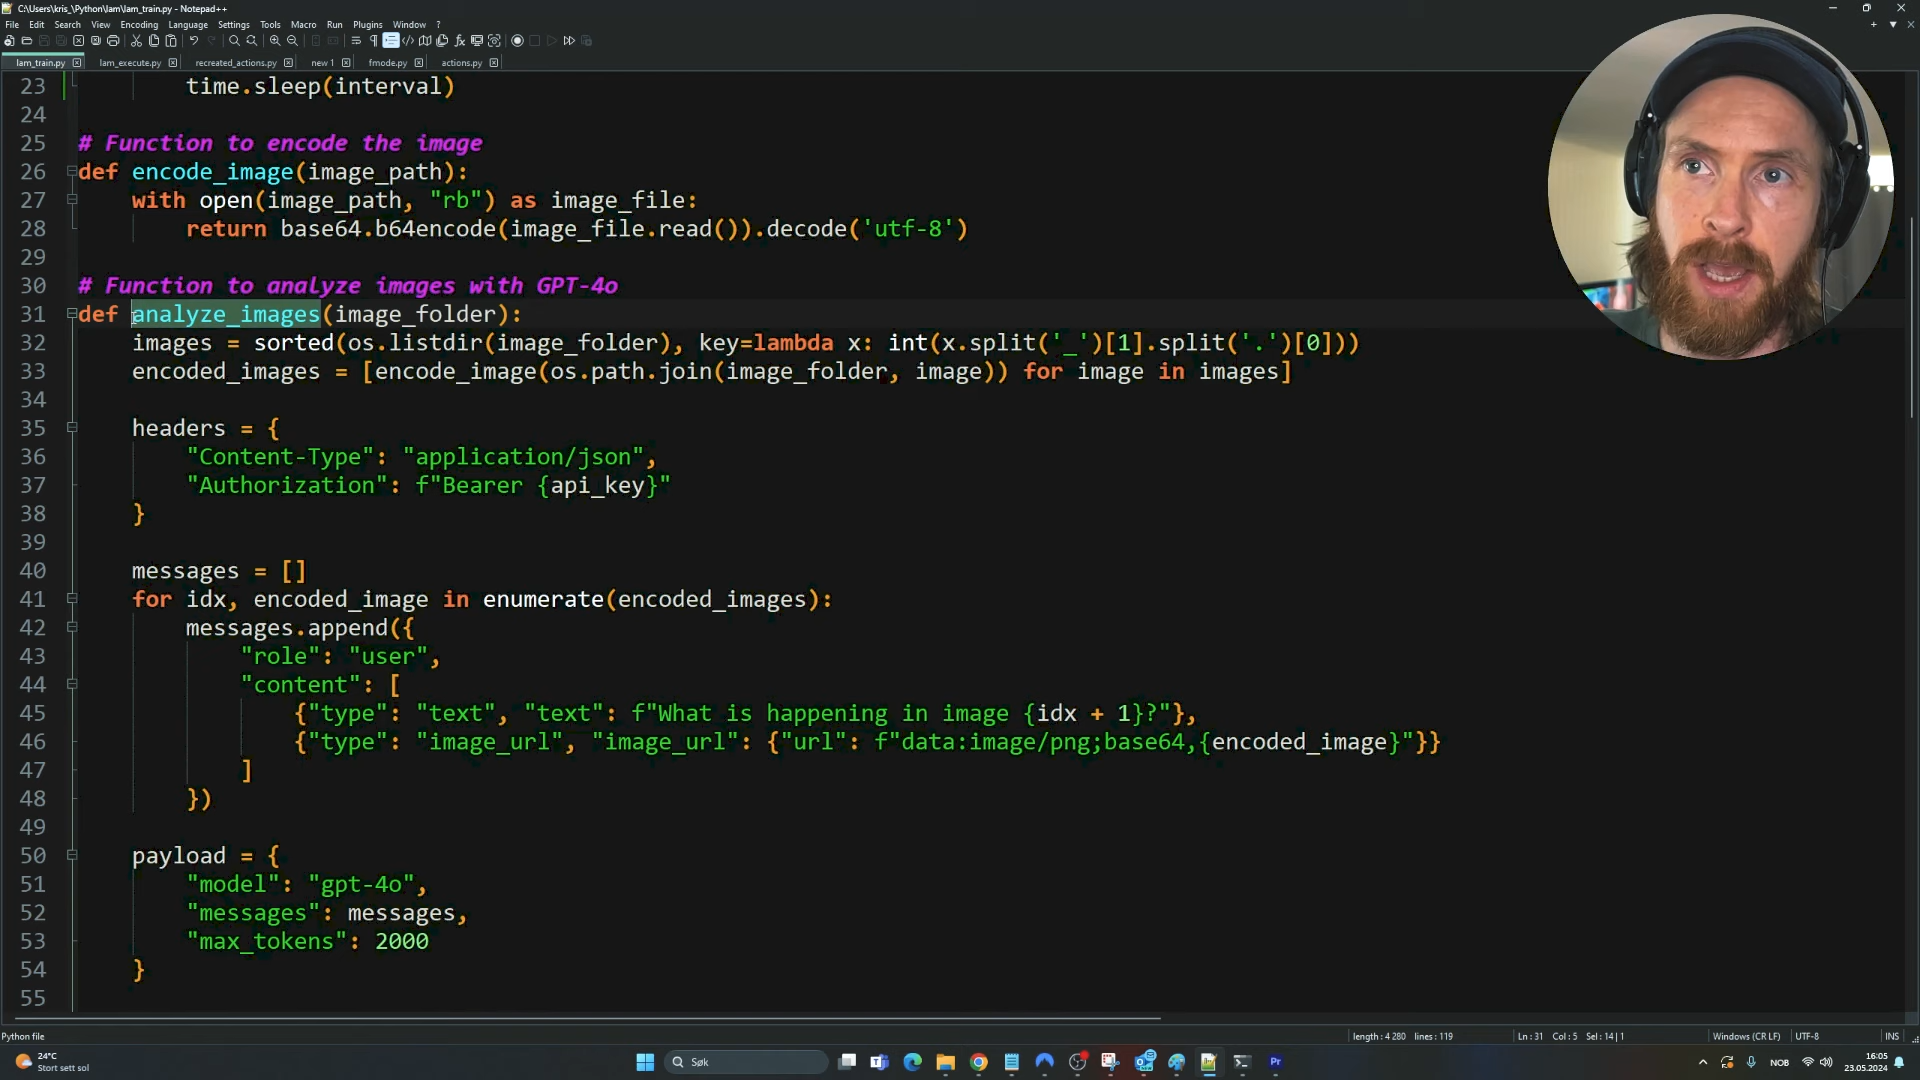 C:\Users\kris_\Python\lam\lam_train.py - Notepad++
File Edit Search View Encoding Language Settings Tools Macro Run Plugins Window ?
lam_train.py lam_execute.py recreated_actions.py new 1 fmode.py actions.py
23 time.sleep(interval)
24
25 # Function to encode the image
26 def encode_image(image_path):
27 with open(image_path, "rb") as image_file:
28 return base64.b64encode(image_file.read()).decode('utf-8')
29
30 # Function to analyze images with GPT-4o
31 def analyze_images(image_folder):
32 images = sorted(os.listdir(image_folder), key=lambda x: int(x.split('_')[1].split('.')[0]))
33 encoded_images = [encode_image(os.path.join(image_folder, image)) for image in images]
34
35 headers = {
36 "Content-Type": "application/json",
37 "Authorization": f"Bearer {api_key}"
38 }
39
40 messages = []
41 for idx, encoded_image in enumerate(encoded_images):
42 messages.append({
43 "role": "user",
44 "content": [
45 {"type": "text", "text": f"What is happening in image {idx + 1}?"},
46 {"type": "image_url", "image_url": {"url": f"data:image/png;base64,{encoded_image}"}}
47 ]
48 })
49
50 payload = {
51 "model": "gpt-4o",
52 "messages": messages,
53 "max_tokens": 2000
54 }
55
Python file length : 4 280 lines : 119 Ln : 31 Col : 5 Sel : 14 | 1 Windows (CR LF) UTF-8 INS
24°C
Stort sett sol
Søk
NOB
16:05
23.05.2024